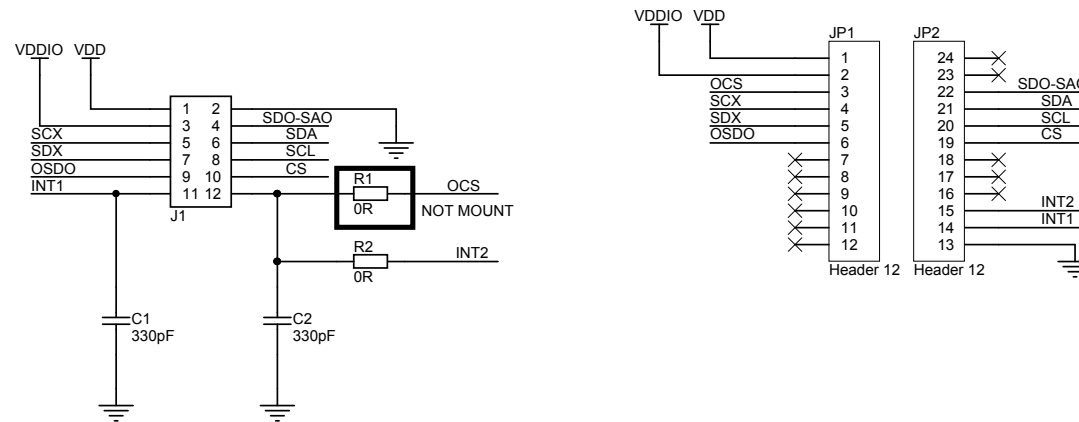 VDDIO VDD
1 2
3 4 SDO-SAO
SCX 5 6 SDA
SDX 7 8 SCL
OSDO 9 10 CS
INT1 11 12
J1
R1 OCS
0R NOT MOUNT
R2 INT2
0R
C1
330pF
C2
330pF
VDDIO VDD
JP1
1
2
OCS 3
SCX 4
SDX 5
OSDO 6
7
8
9
10
11
12
Header 12
JP2
24
23
22 SDO-SAO
21 SDA
20 SCL
19 CS
18
17
16
15 INT2
14 INT1
13
Header 12